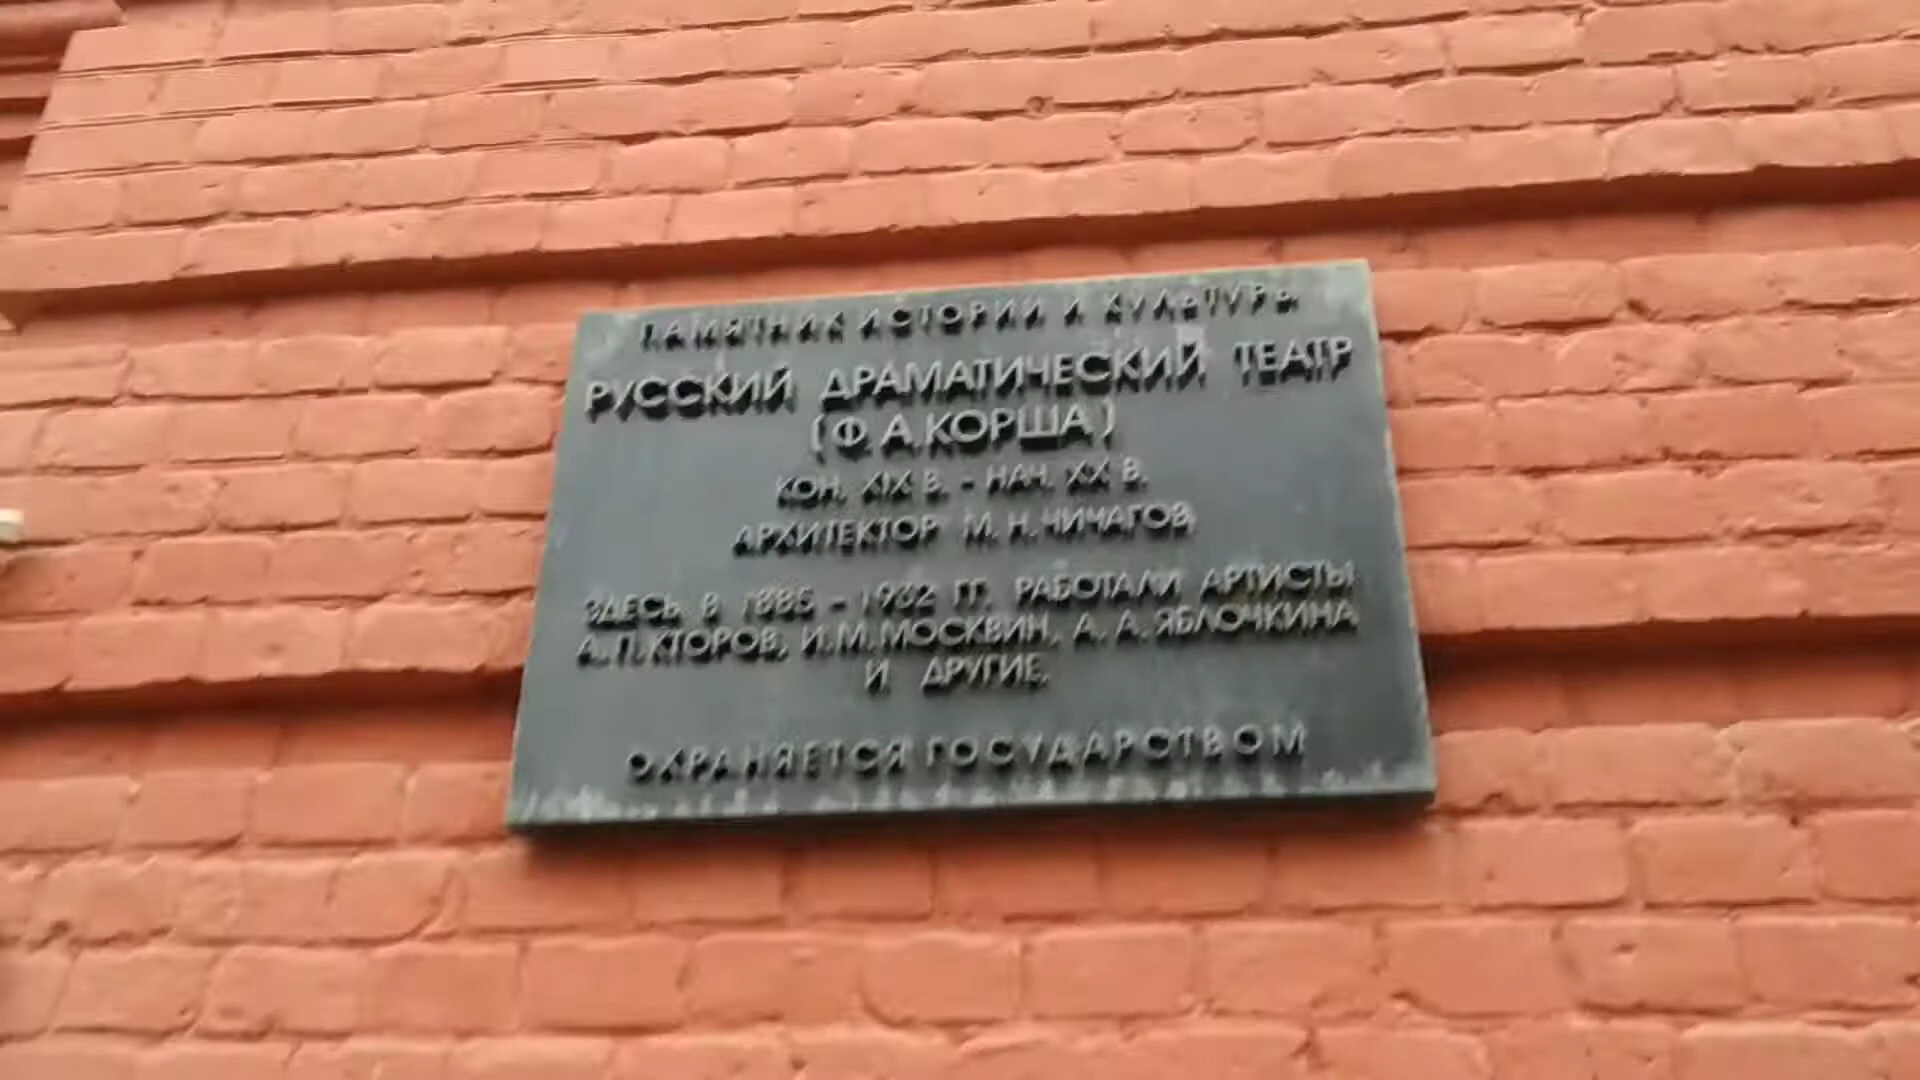 ПАМЯТНИК ИСТОРИИ И КУЛЬТУРЫ
РУССКИЙ ДРАМАТИЧЕСКИЙ ТЕАТР
(Ф.А.КОРША)
КОН. XIX В. - НАЧ. XX В.
АРХИТЕКТОР М.Н.ЧИЧАГОВ
ЗДЕСЬ В 1885 - 1932 ГГ. РАБОТАЛИ АРТИСТЫ
А.П.КТОРОВ, И.М.МОСКВИН, А.А.ЯБЛОЧКИНА
И ДРУГИЕ.
ОХРАНЯЕТСЯ ГОСУДАРСТВОМ